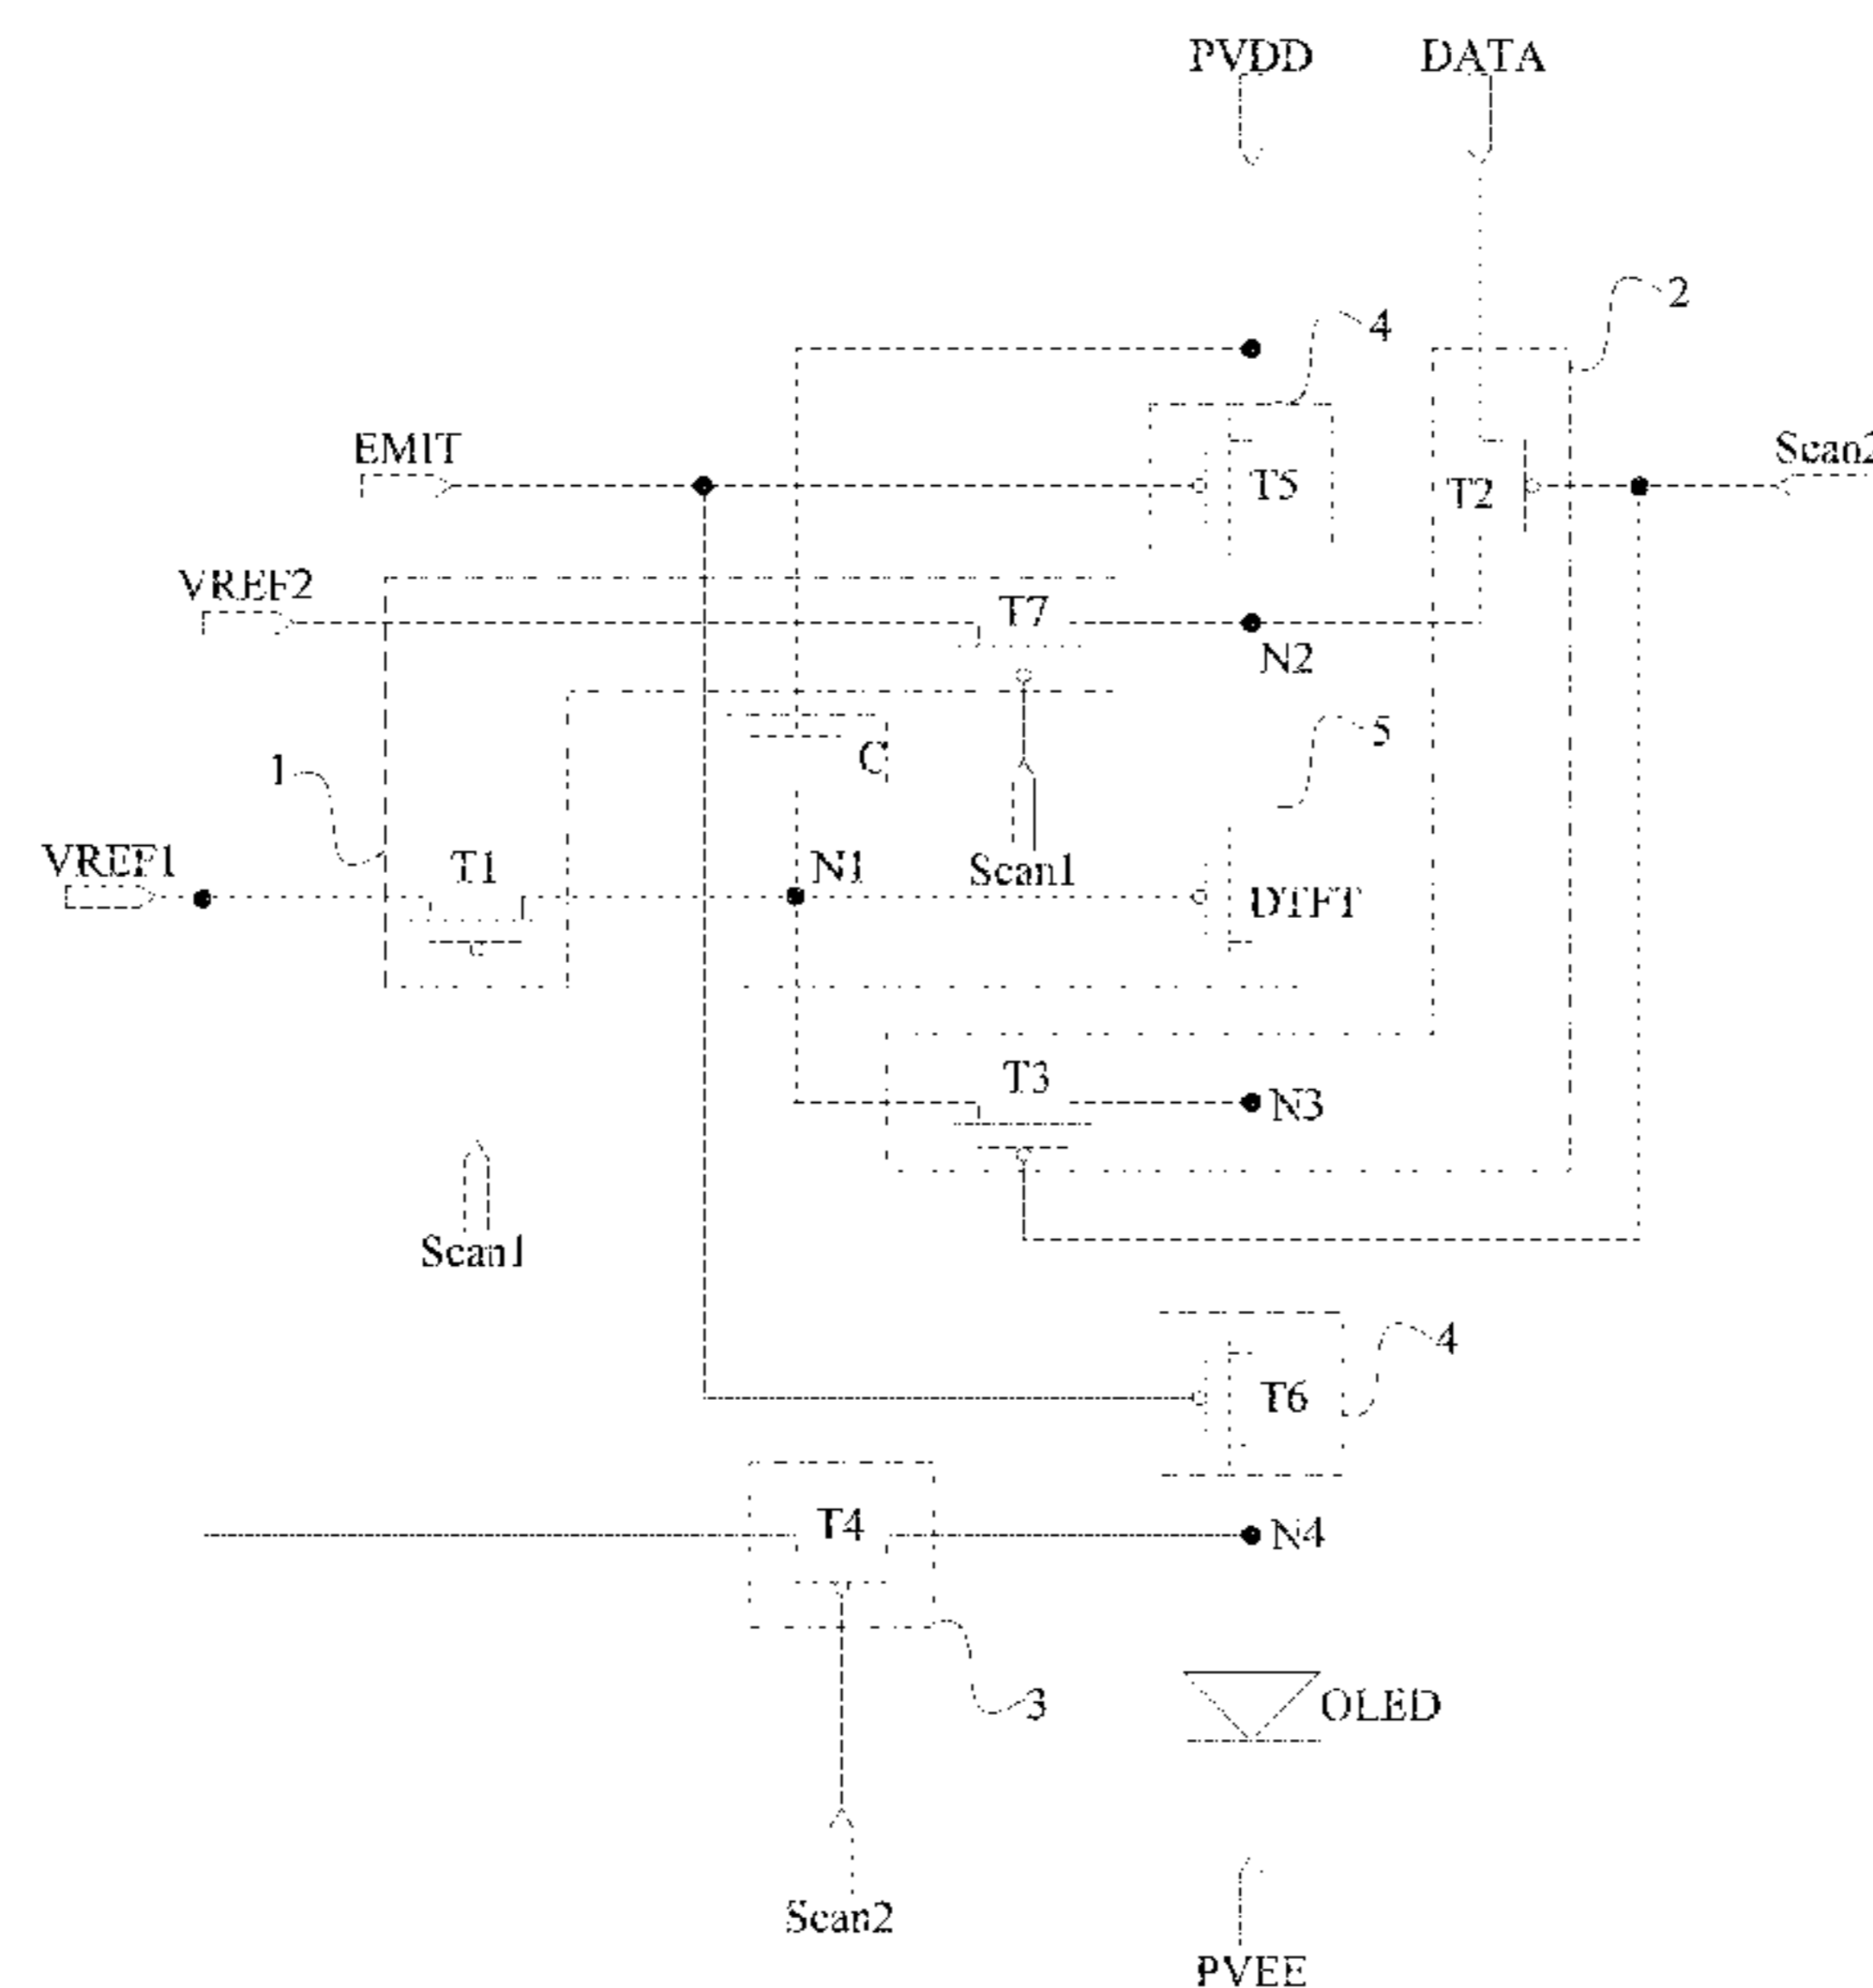 PVDD DATA
2
4
EMIT
Scan2
T5
T2
VREF2
T7
N2
5
C
1
VREF1
T1
N1
Scan1
DTFT
T3
N3
Scan1
4
T6
T4
N4
3
OLED
Scan2
PVEE